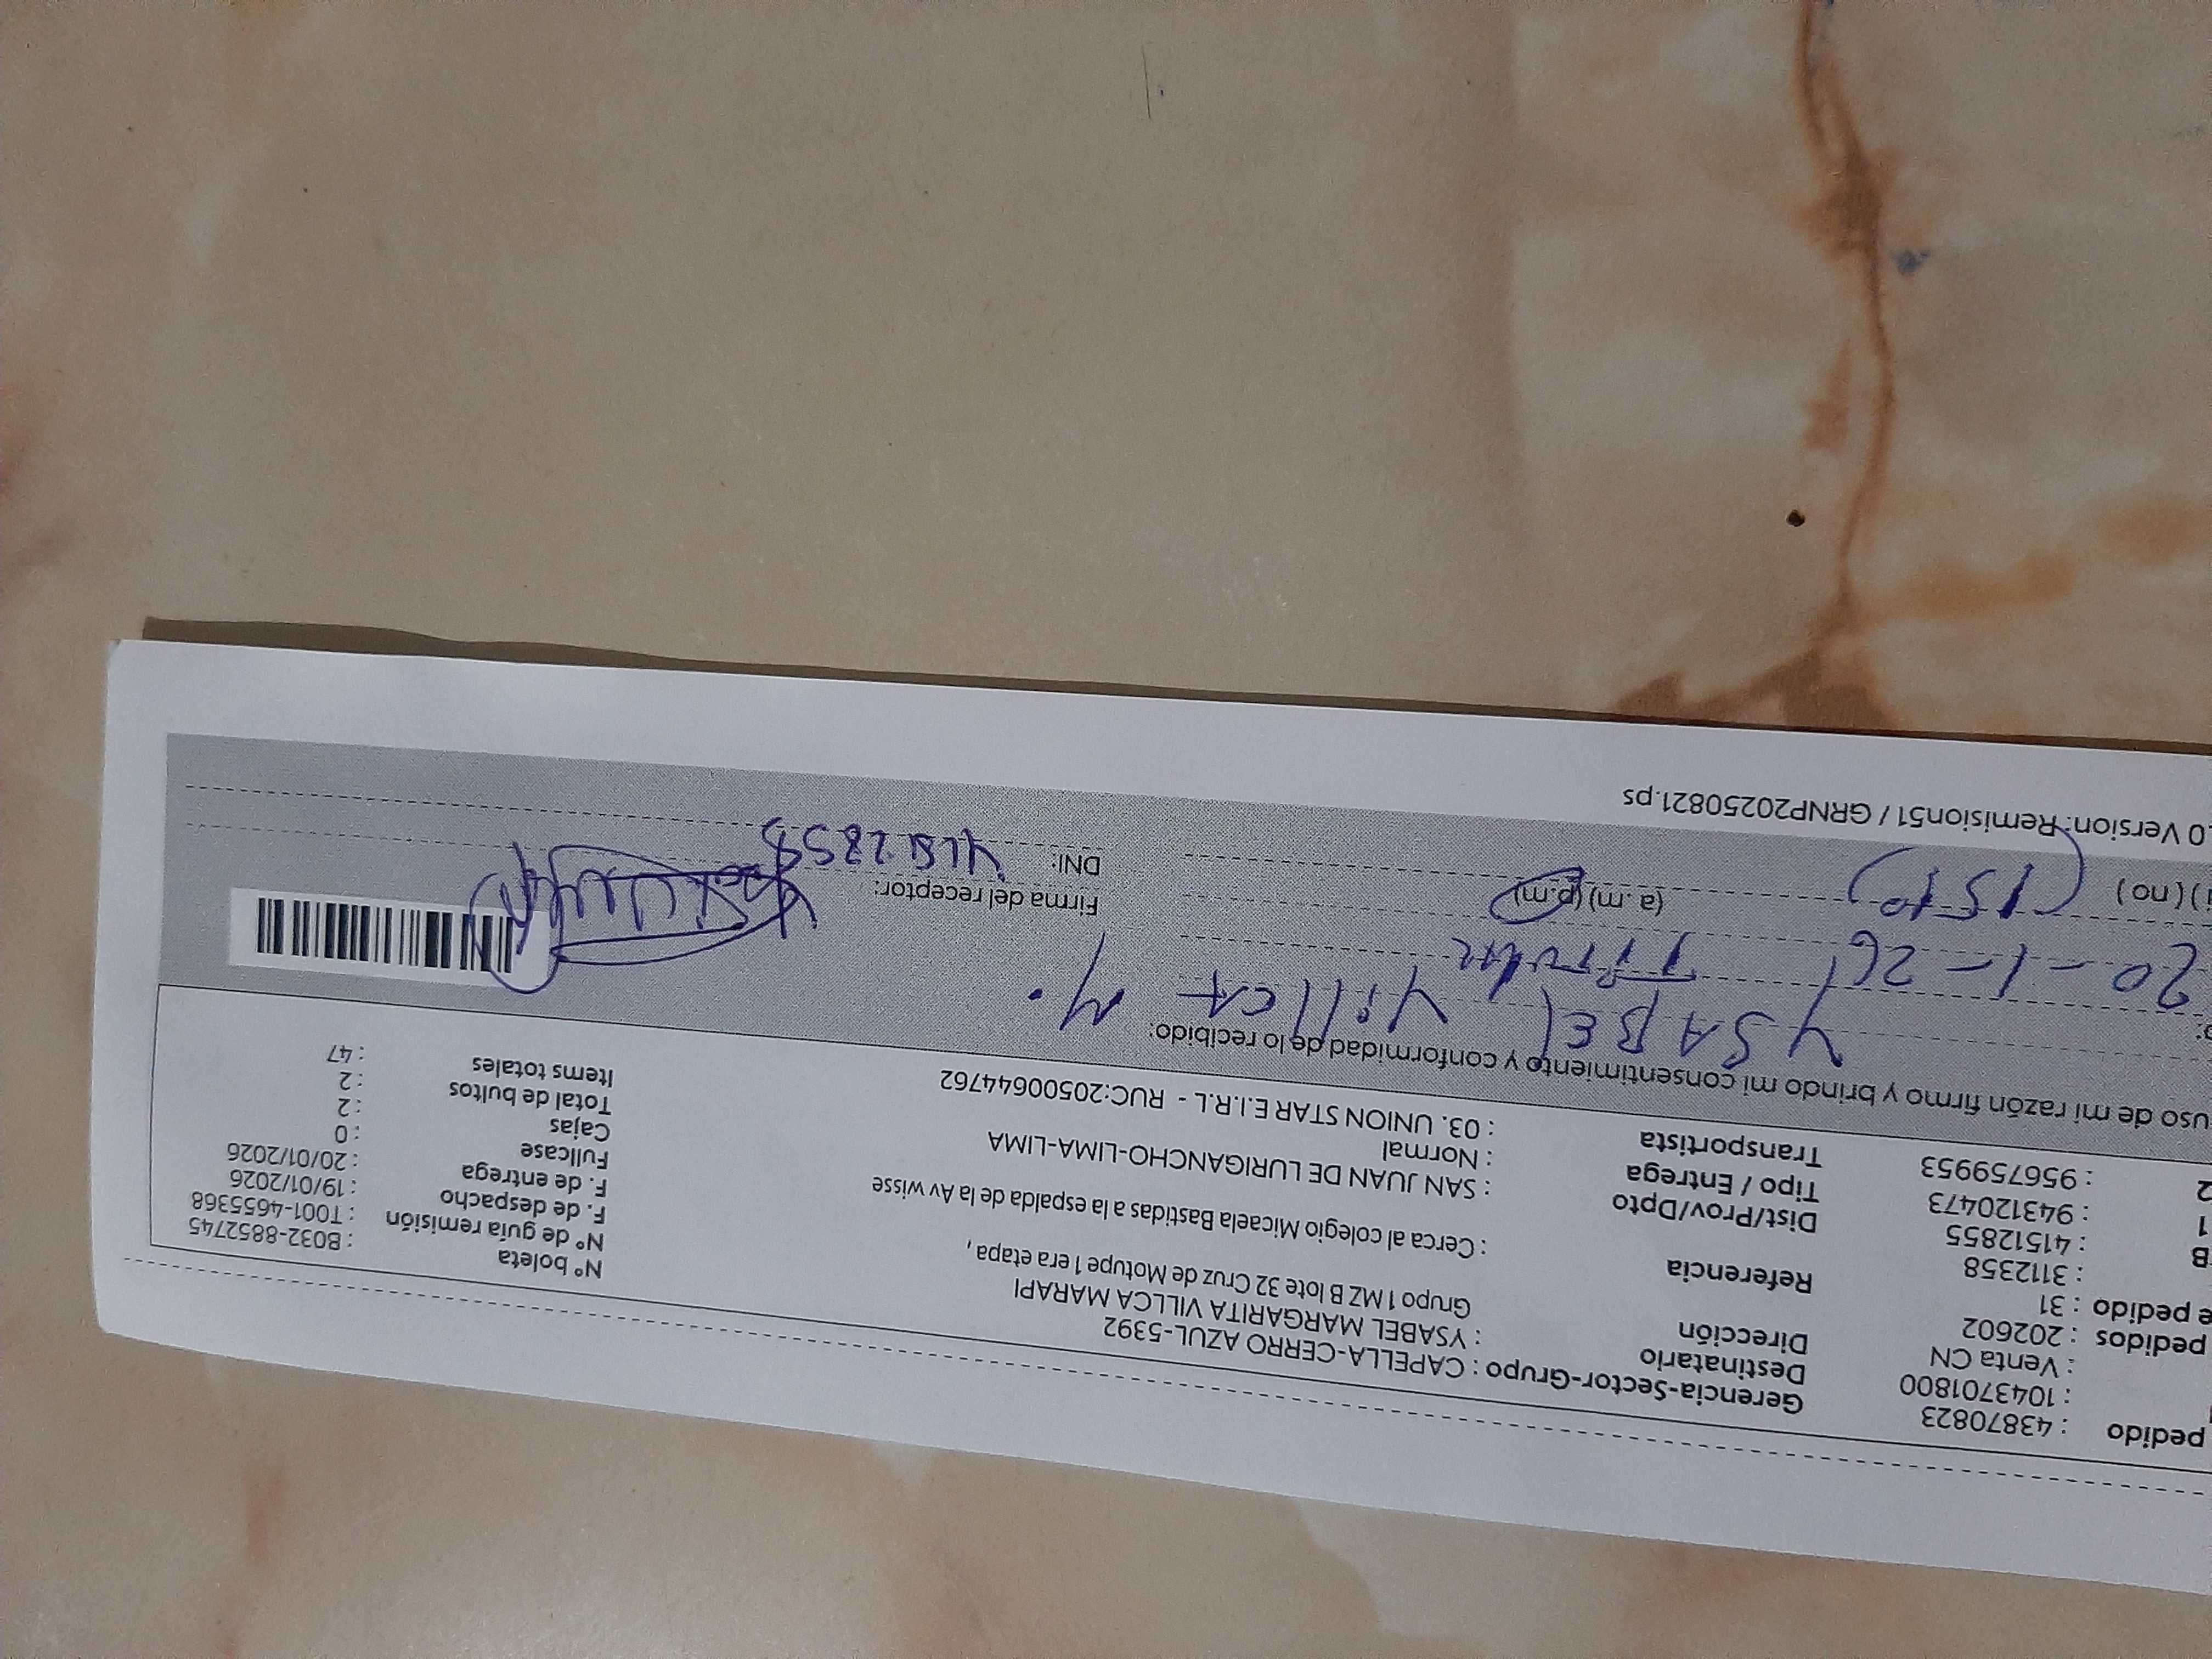 pedido : 43870823
: 1043701800
: Venta CN
pedidos : 202602
e pedido : 31
: 3112358
B : 41512855
1 : 943120473
2 : 956759953
Gerencia-Sector-Grupo : CAPELLA-CERRO AZUL-5392
Destinatario : YSABEL MARGARITA VILLCA MARAPI
Dirección Grupo 1 MZ B lote 32 Cruz de Motupe 1 era etapa,
Referencia : Cerca al colegio Micaela Bastidas a la espalda de la Av wisse
Dist/Prov/Dpto : SAN JUAN DE LURIGANCHO-LIMA-LIMA
Tipo / Entrega : Normal
Transportista : 03. UNION STAR E.I.R.L - RUC:20500644762
N° boleta : B032-8852745
N° de guía remisión : T001-4655368
F. de despacho : 19/01/2026
F. de entrega : 20/01/2026
Fullcase : 0
Cajas : 2
Total de bultos : 2
Items totales : 47
uso de mi razón firmo y brindo mi consentimiento y conformidad de lo recibido:
YSABEl Villca M.
20-1-26
(a.m) (p.m)
i) (no)
Firma del receptor:
DNI:
.0 Version: Remision51 / GRNP20250821.ps